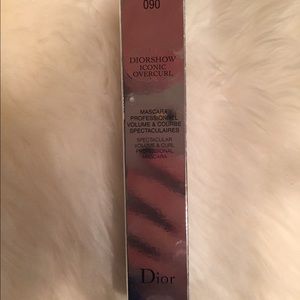 090
DIORSHOW
ICONIC
OVERCURL
MASCARA
PROFESSIONNEL
VOLUME & COURBE
SPECTACULAIRES
SPECTACULAR
VOLUME & CURL
PROFESSIONAL
MASCARA
Dior